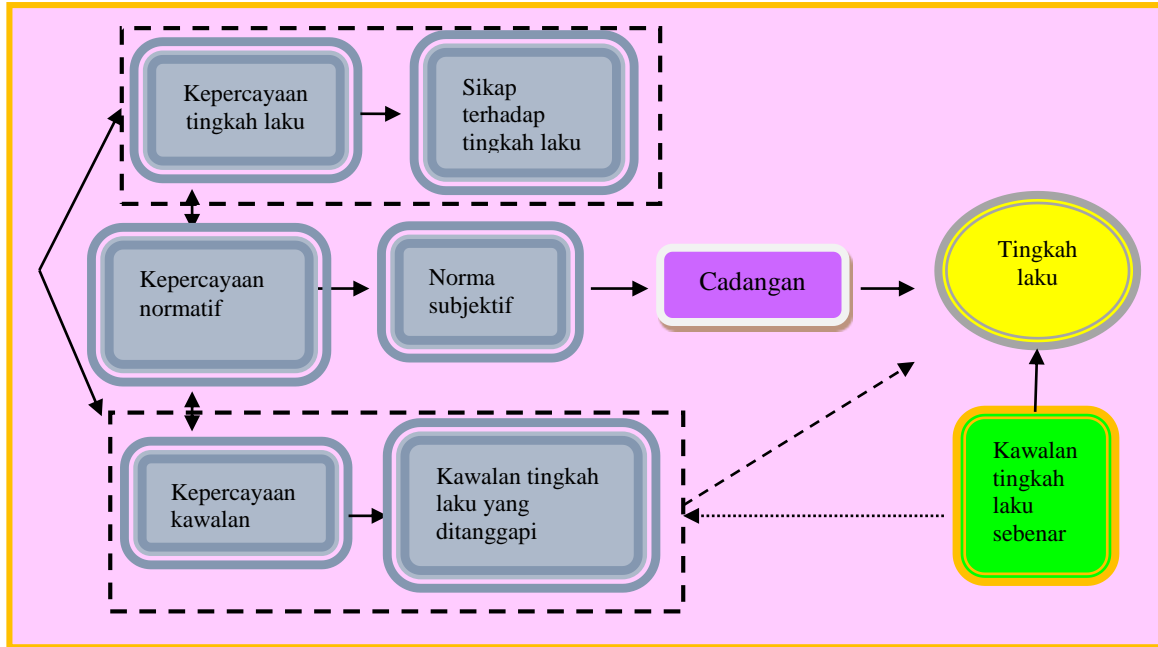 Kepercayaan
tingkah laku
Sikap
terhadap
tingkah laku
Kepercayaan
normatif
Norma
subjektif
Cadangan
Tingkah
laku
Kepercayaan
kawalan
Kawalan tingkah
laku yang
ditanggapi
Kawalan
tingkah
laku
sebenar